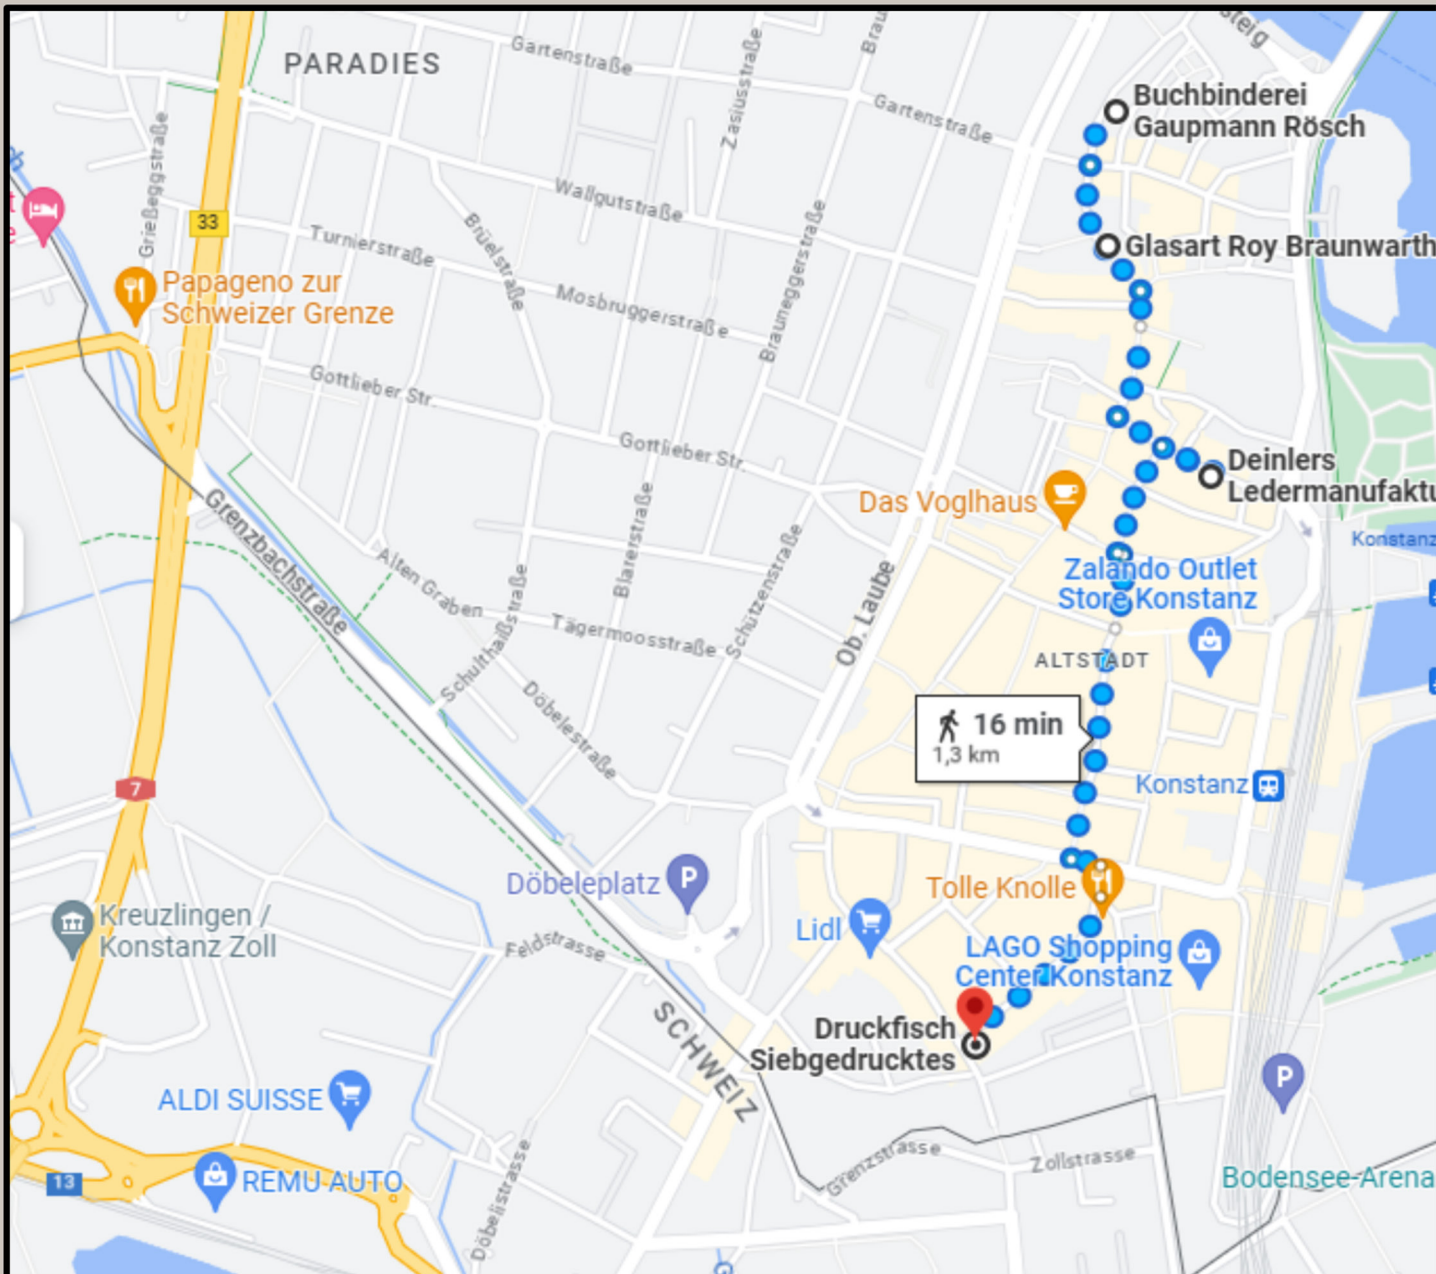 PARADIES
Gartenstraße
Zasiusstraße
Gartenstraße
Buchbinderei
Gaupmann Rösch
Grießeggstraße
33
Wallgutstraße
Turnierstraße
Brüelstraße
Glasart Roy Braunwarth
Papageno zur
Schweizer Grenze
Mosbruggerstraße
Brauneggerstraße
Gottlieber Str.
Gottlieber Str.
Deinlers
Ledermanufaktu
Das Voglhaus
Grenzbachstraße
Konstanz
Alten Graben
Blarerstraße
Schützenstraße
Ob. Laube
Zalando Outlet
Store Konstanz
Schulthaißstraße
Tägermoosstraße
ALTSTADT
Döbelestraße
16 min
1,3 km
7
Konstanz
Döbeleplatz
P
Tolle Knolle
Kreuzlingen /
Konstanz Zoll
Lidl
Feldstrasse
LAGO Shopping
Center Konstanz
SCHWEIZ
Druckfisch
Siebgedrucktes
P
ALDI SUISSE
Grenzstrasse
Zollstrasse
13
REMU AUTO
Döbelistrasse
Bodensee-Arena